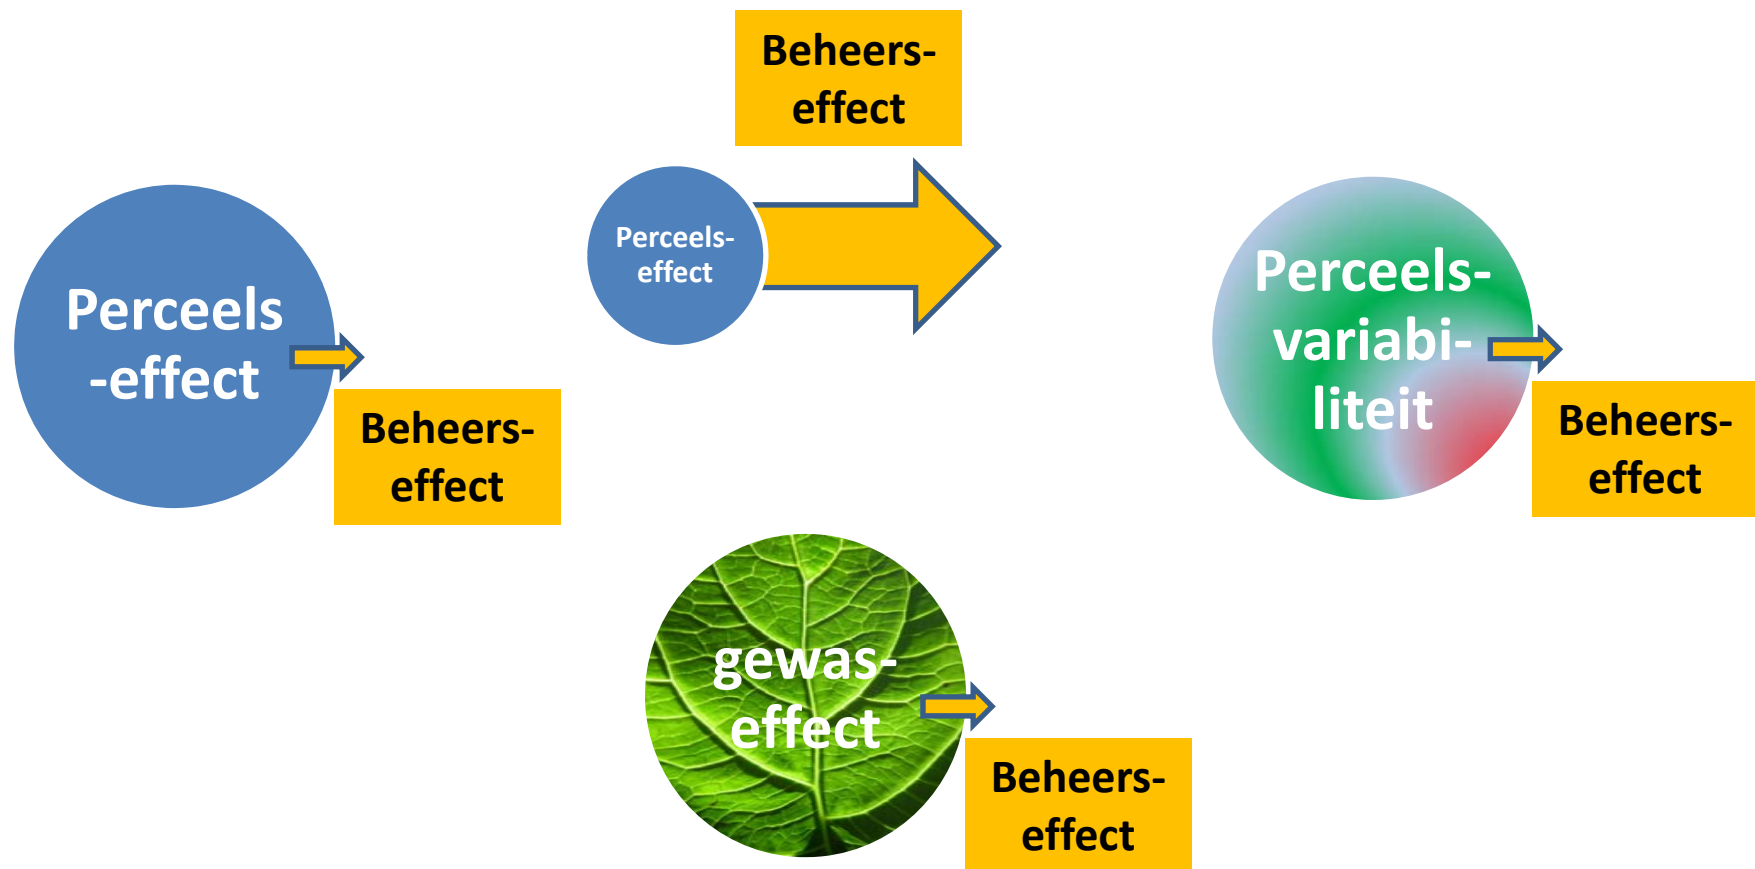 Beheers-
effect
Perceels-
effect
Perceels
-effect
Beheers-
effect
Perceels-
variabi-
liteit
Beheers-
effect
gewas-
effect
Beheers-
effect